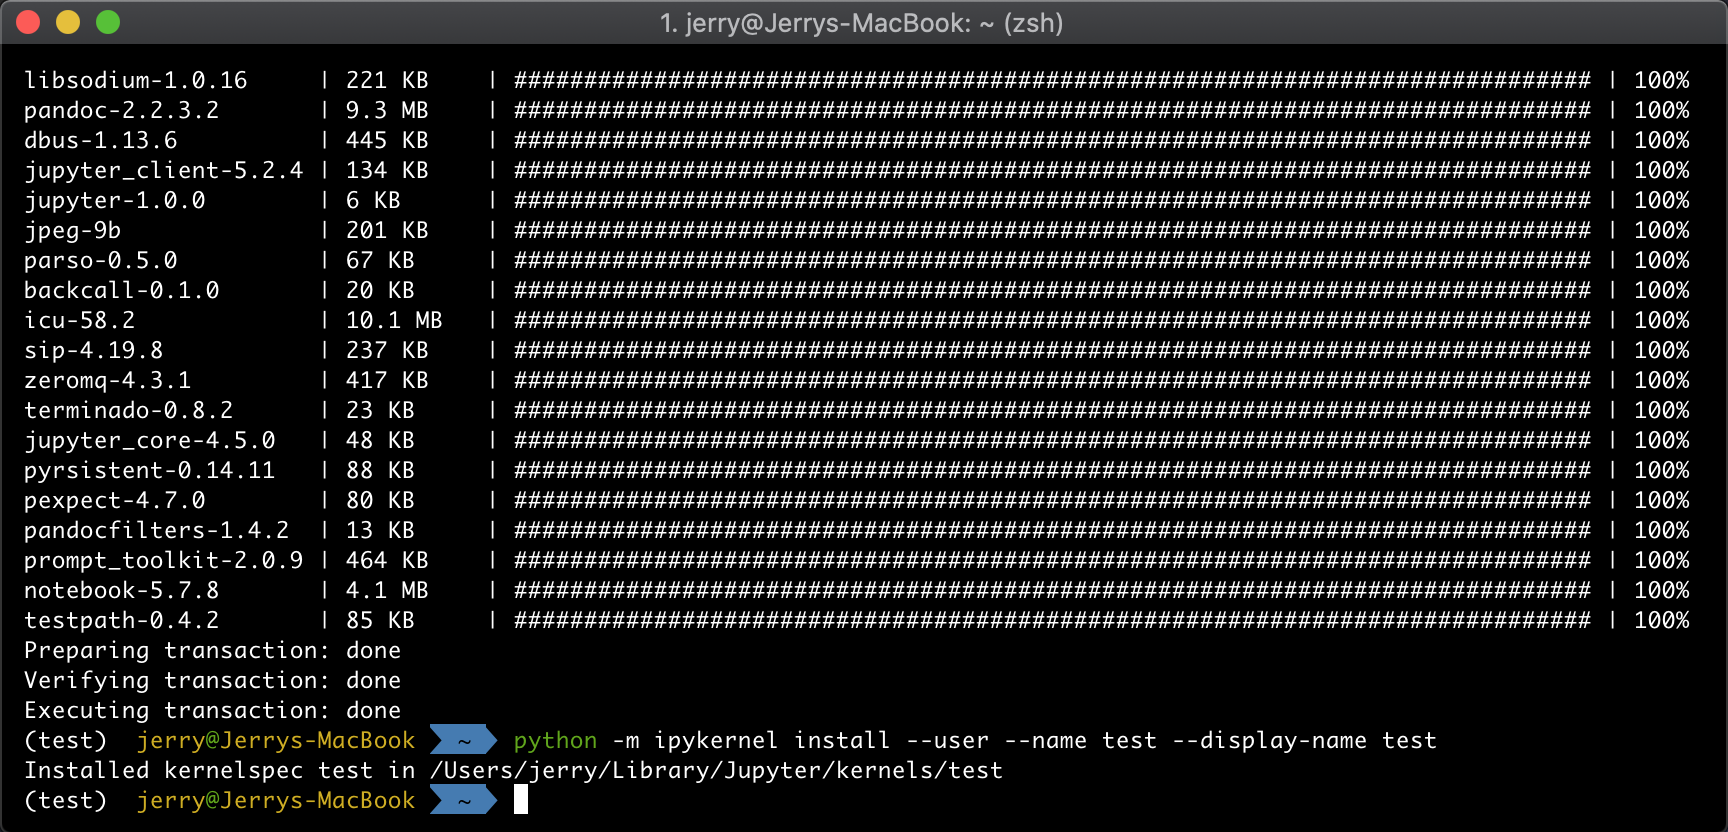 1. jerry@Jerrys-MacBook: ~ (zsh)
libsodium-1.0.16     | 221 KB    | ############################################################################# | 100%
pandoc-2.2.3.2       | 9.3 MB    | ############################################################################# | 100%
dbus-1.13.6          | 445 KB    | ############################################################################# | 100%
jupyter_client-5.2.4 | 134 KB    | ############################################################################# | 100%
jupyter-1.0.0        | 6 KB      | ############################################################################# | 100%
jpeg-9b              | 201 KB    | ############################################################################# | 100%
parso-0.5.0          | 67 KB     | ############################################################################# | 100%
backcall-0.1.0       | 20 KB     | ############################################################################# | 100%
icu-58.2             | 10.1 MB   | ############################################################################# | 100%
sip-4.19.8           | 237 KB    | ############################################################################# | 100%
zeromq-4.3.1         | 417 KB    | ############################################################################# | 100%
terminado-0.8.2      | 23 KB     | ############################################################################# | 100%
jupyter_core-4.5.0   | 48 KB     | ############################################################################# | 100%
pyrsistent-0.14.11   | 88 KB     | ############################################################################# | 100%
pexpect-4.7.0        | 80 KB     | ############################################################################# | 100%
pandocfilters-1.4.2  | 13 KB     | ############################################################################# | 100%
prompt_toolkit-2.0.9 | 464 KB    | ############################################################################# | 100%
notebook-5.7.8       | 4.1 MB    | ############################################################################# | 100%
testpath-0.4.2       | 85 KB     | ############################################################################# | 100%
Preparing transaction: done
Verifying transaction: done
Executing transaction: done
(test)  jerry@Jerrys-MacBook  ~  python -m ipykernel install --user --name test --display-name test
Installed kernelspec test in /Users/jerry/Library/Jupyter/kernels/test
(test)  jerry@Jerrys-MacBook  ~